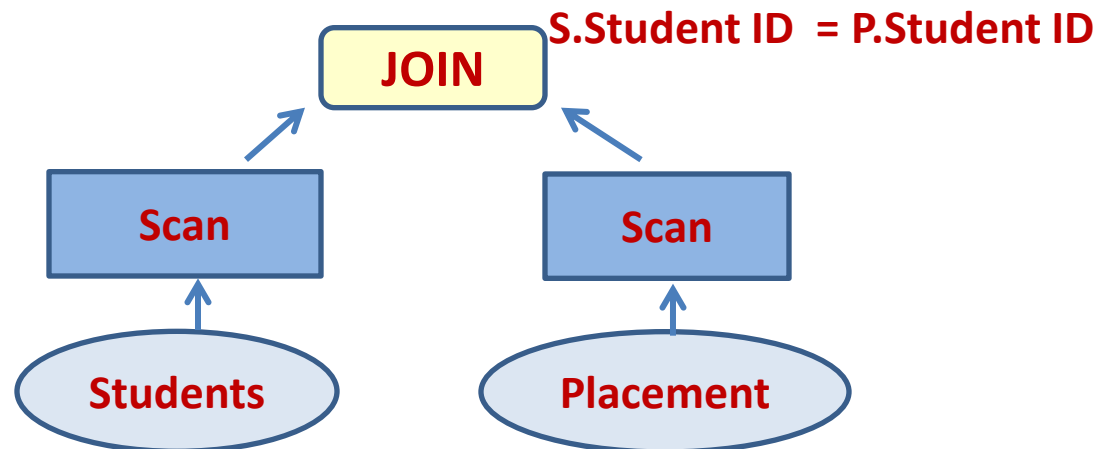 S.Student ID = P.Student ID
JOIN
Scan
Scan
Students
Placement